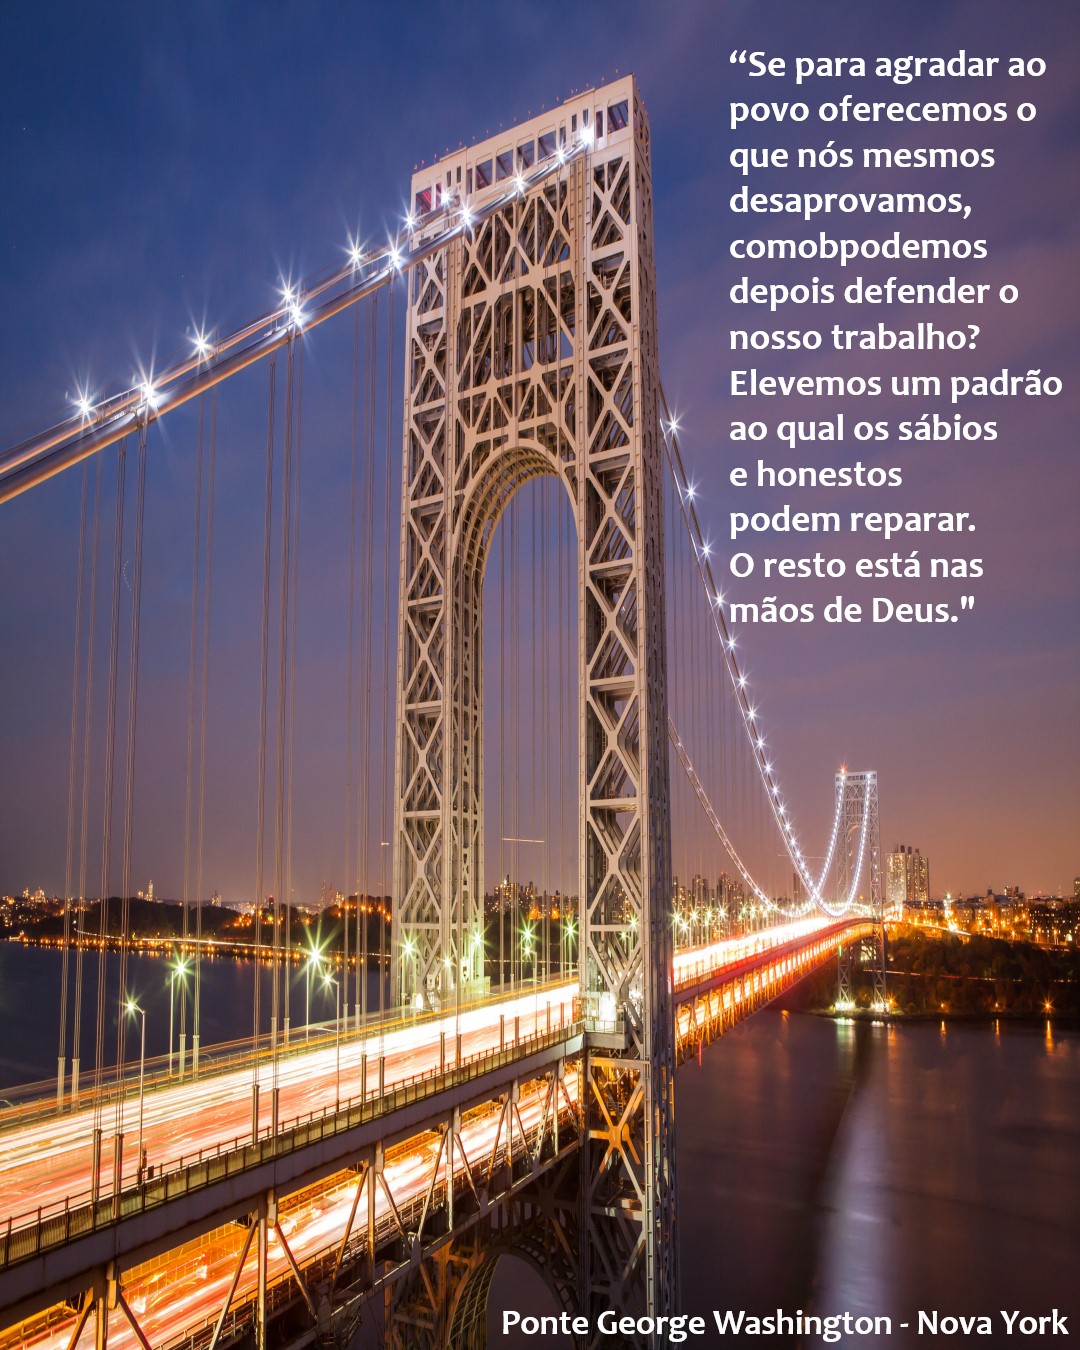 “Se para agradar ao
povo oferecemos o
que nós mesmos
desaprovamos,
comobpodemos
depois defender o
nosso trabalho?
Elevemos um padrão
ao qual os sábios
e honestos
podem reparar.
O resto está nas
mãos de Deus."
Ponte George Washington - Nova York